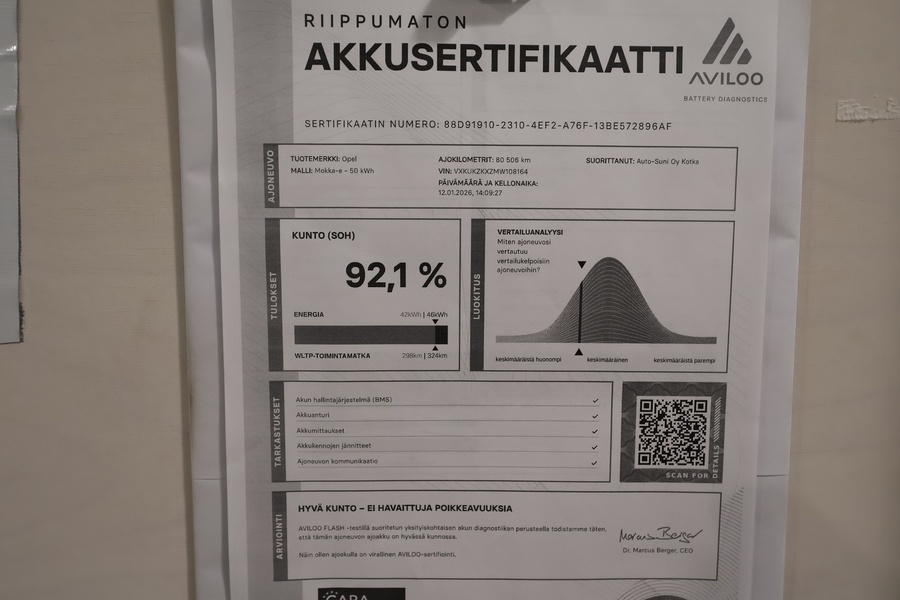 RIIPPUMATON
AKKUSERTIFIKAATTI
AVILOO
BATTERY DIAGNOSTICS
SERTIFIKAATIN NUMERO: 88D91910-2310-4EF2-A76F-13BE572896AF
AJONEUVO
TUOTEMERKKI: Opel
MALLI: Mokka-e - 50 kWh
AJOKILOMETRIT: 80 506 km
VIN: VXKUKZKXZMW108164
PÄIVÄMÄÄRÄ JA KELLONAIKA:
12.01.2026, 14:09:27
SUORITTANUT: Auto-Suni Oy Kotka
TULOKSET
KUNTO (SOH)
92,1 %
ENERGIA 42kWh | 46kWh
WLTP-TOIMINTAMATKA 298km | 324km
LUOKITUS
VERTAILUANALYYSI
Miten ajoneuvosi
vertautuu
vertailukelpoisiin
ajoneuvoihin?
keskimääräistä huonompi keskimääräinen keskimääräistä parempi
TARKASTUKSET
Akun hallintajärjestelmä (BMS)
Akkuanturi
Akkumittaukset
Akkukennojen jännitteet
Ajoneuvon kommunikaatio
SCAN FOR DETAILS
ARVIOINTI
HYVÄ KUNTO – EI HAVAITTUJA POIKKEAVUUKSIA
AVILOO FLASH -testillä suoritetun yksityiskohtaisen akun diagnostiikan perusteella todistamme täten,
että tämän ajoneuvon ajoakku on hyvässä kunnossa.
Näin ollen ajoakulla on virallinen AVILOO-sertifiointi.
Marcus Berger
Dr. Marcus Berger, CEO
CARA